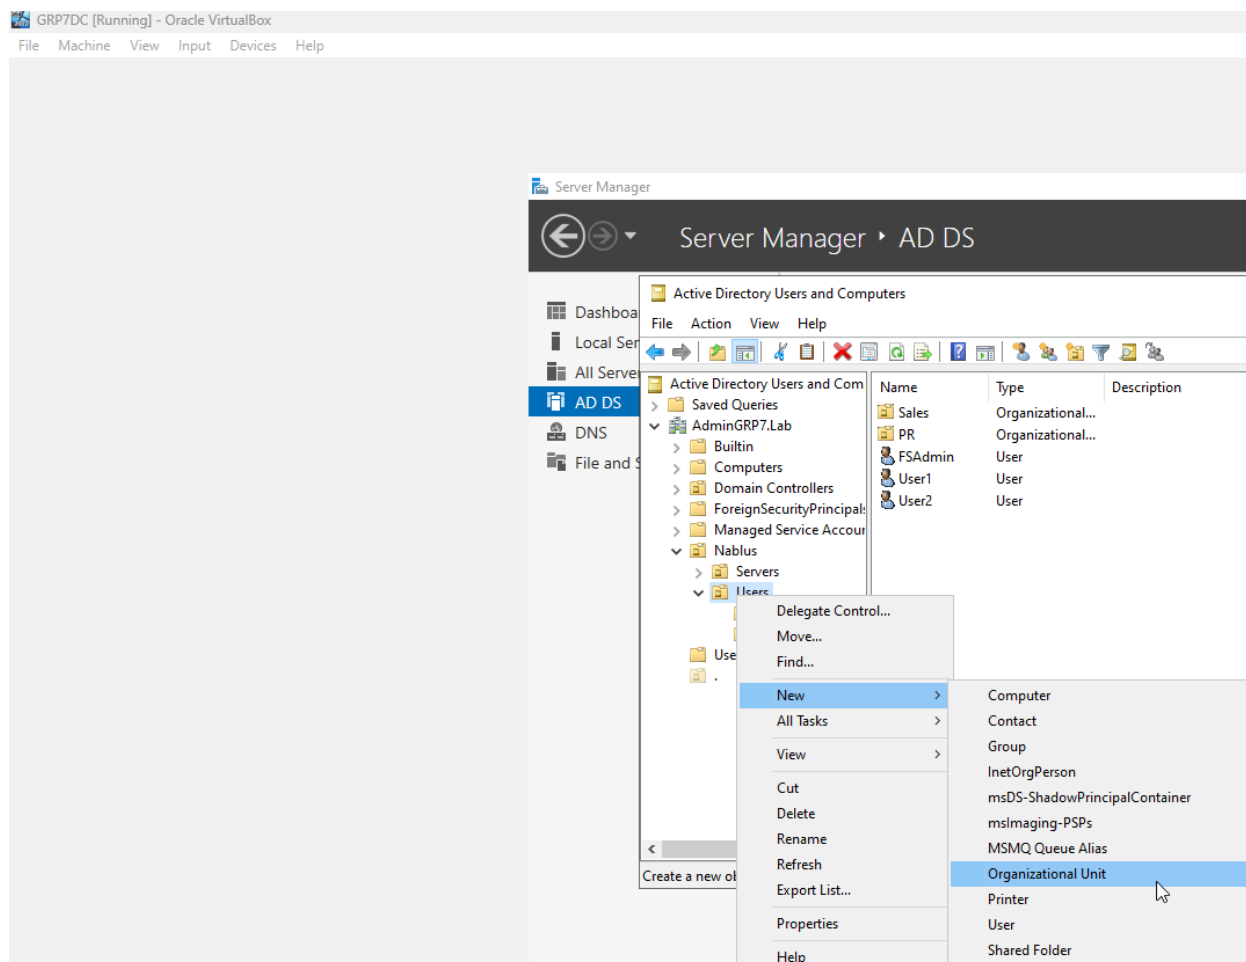 GRP7DC [Running] - Oracle VirtualBox
File Machine View Input Devices Help
Server Manager
Server Manager • AD DS
Dashboa
Local Ser
All Server
AD DS
DNS
File and S
Active Directory Users and Computers
File Action View Help
Active Directory Users and Com
Saved Queries
AdminGRP7.Lab
Builtin
Computers
Domain Controllers
ForeignSecurityPrincipals
Managed Service Accour
Nablus
Servers
Users
Use
.
Name Type Description
Sales Organizational...
PR Organizational...
FSAdmin User
User1 User
User2 User
Create a new ob
Delegate Control...
Move...
Find...
New
All Tasks
View
Cut
Delete
Rename
Refresh
Export List...
Properties
Help
Computer
Contact
Group
InetOrgPerson
msDS-ShadowPrincipalContainer
msImaging-PSPs
MSMQ Queue Alias
Organizational Unit
Printer
User
Shared Folder